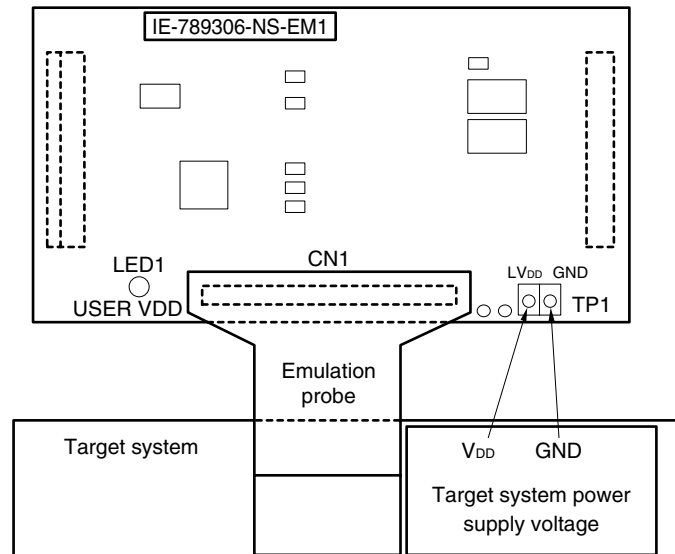 IE-789306-NS-EM1
LED1
USER VDD
CN1
LVDD GND
TP1
Emulation
probe
Target system
VDD GND
Target system power
supply voltage